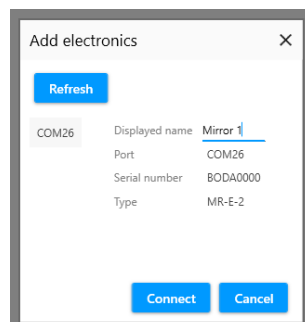 Add electronics
Refresh
COM26
Displayed name Mirror 1
Port COM26
Serial number BODA0000
Type MR-E-2
Connect Cancel